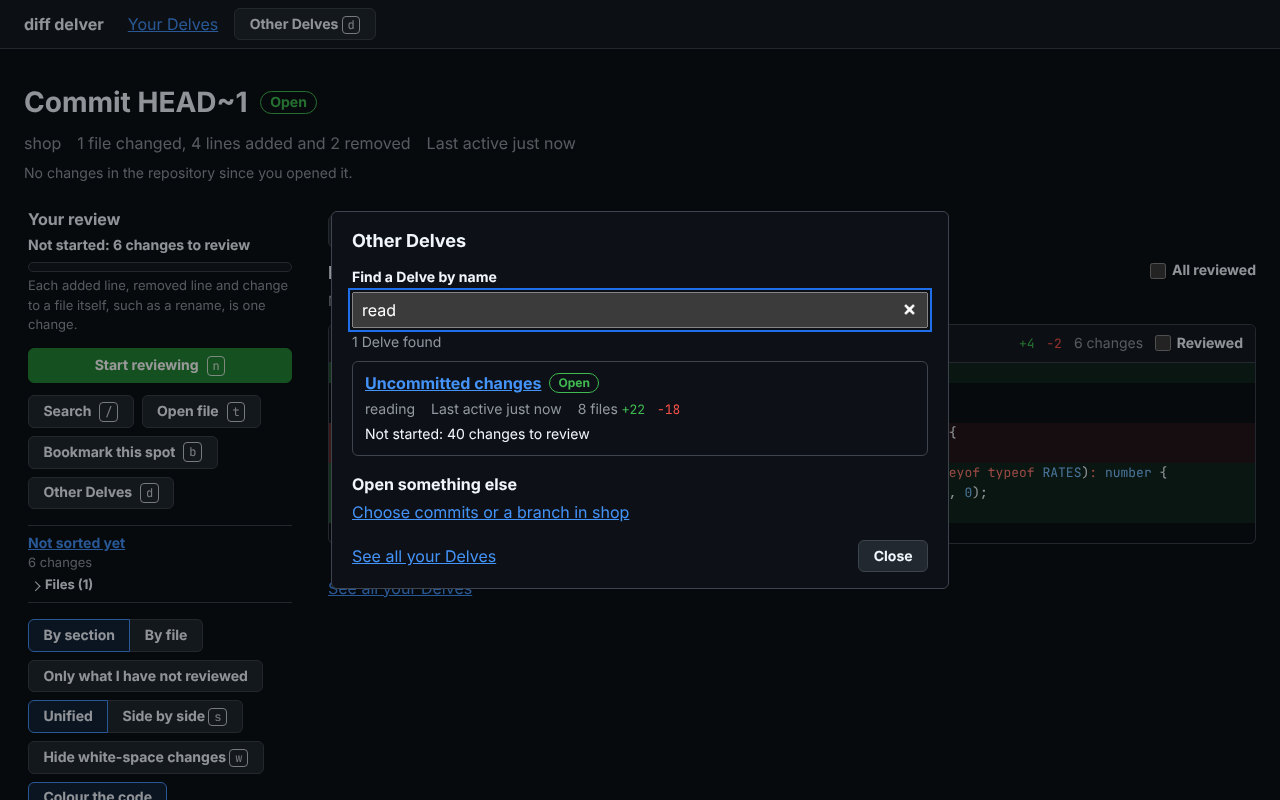 diff delver Your Delves Other Delves d
Commit HEAD~1 Open
shop 1 file changed, 4 lines added and 2 removed Last active just now
No changes in the repository since you opened it.
Your review
Not started: 6 changes to review
Each added line, removed line and change
to a file itself, such as a rename, is one
change.
Start reviewing n
Search / Open file t
Bookmark this spot b
Other Delves d
Not sorted yet
6 changes
Files (1)
By section By file
Only what I have not reviewed
Unified Side by side s
Hide white-space changes w
Colour the code
Other Delves
Find a Delve by name
read
1 Delve found
Uncommitted changes Open
reading Last active just now 8 files +22 -18
Not started: 40 changes to review
Open something else
Choose commits or a branch in shop
See all your Delves Close
All reviewed
+4 -2 6 changes Reviewed
{
typeof RATES): number {
, 0);
See all your Delves